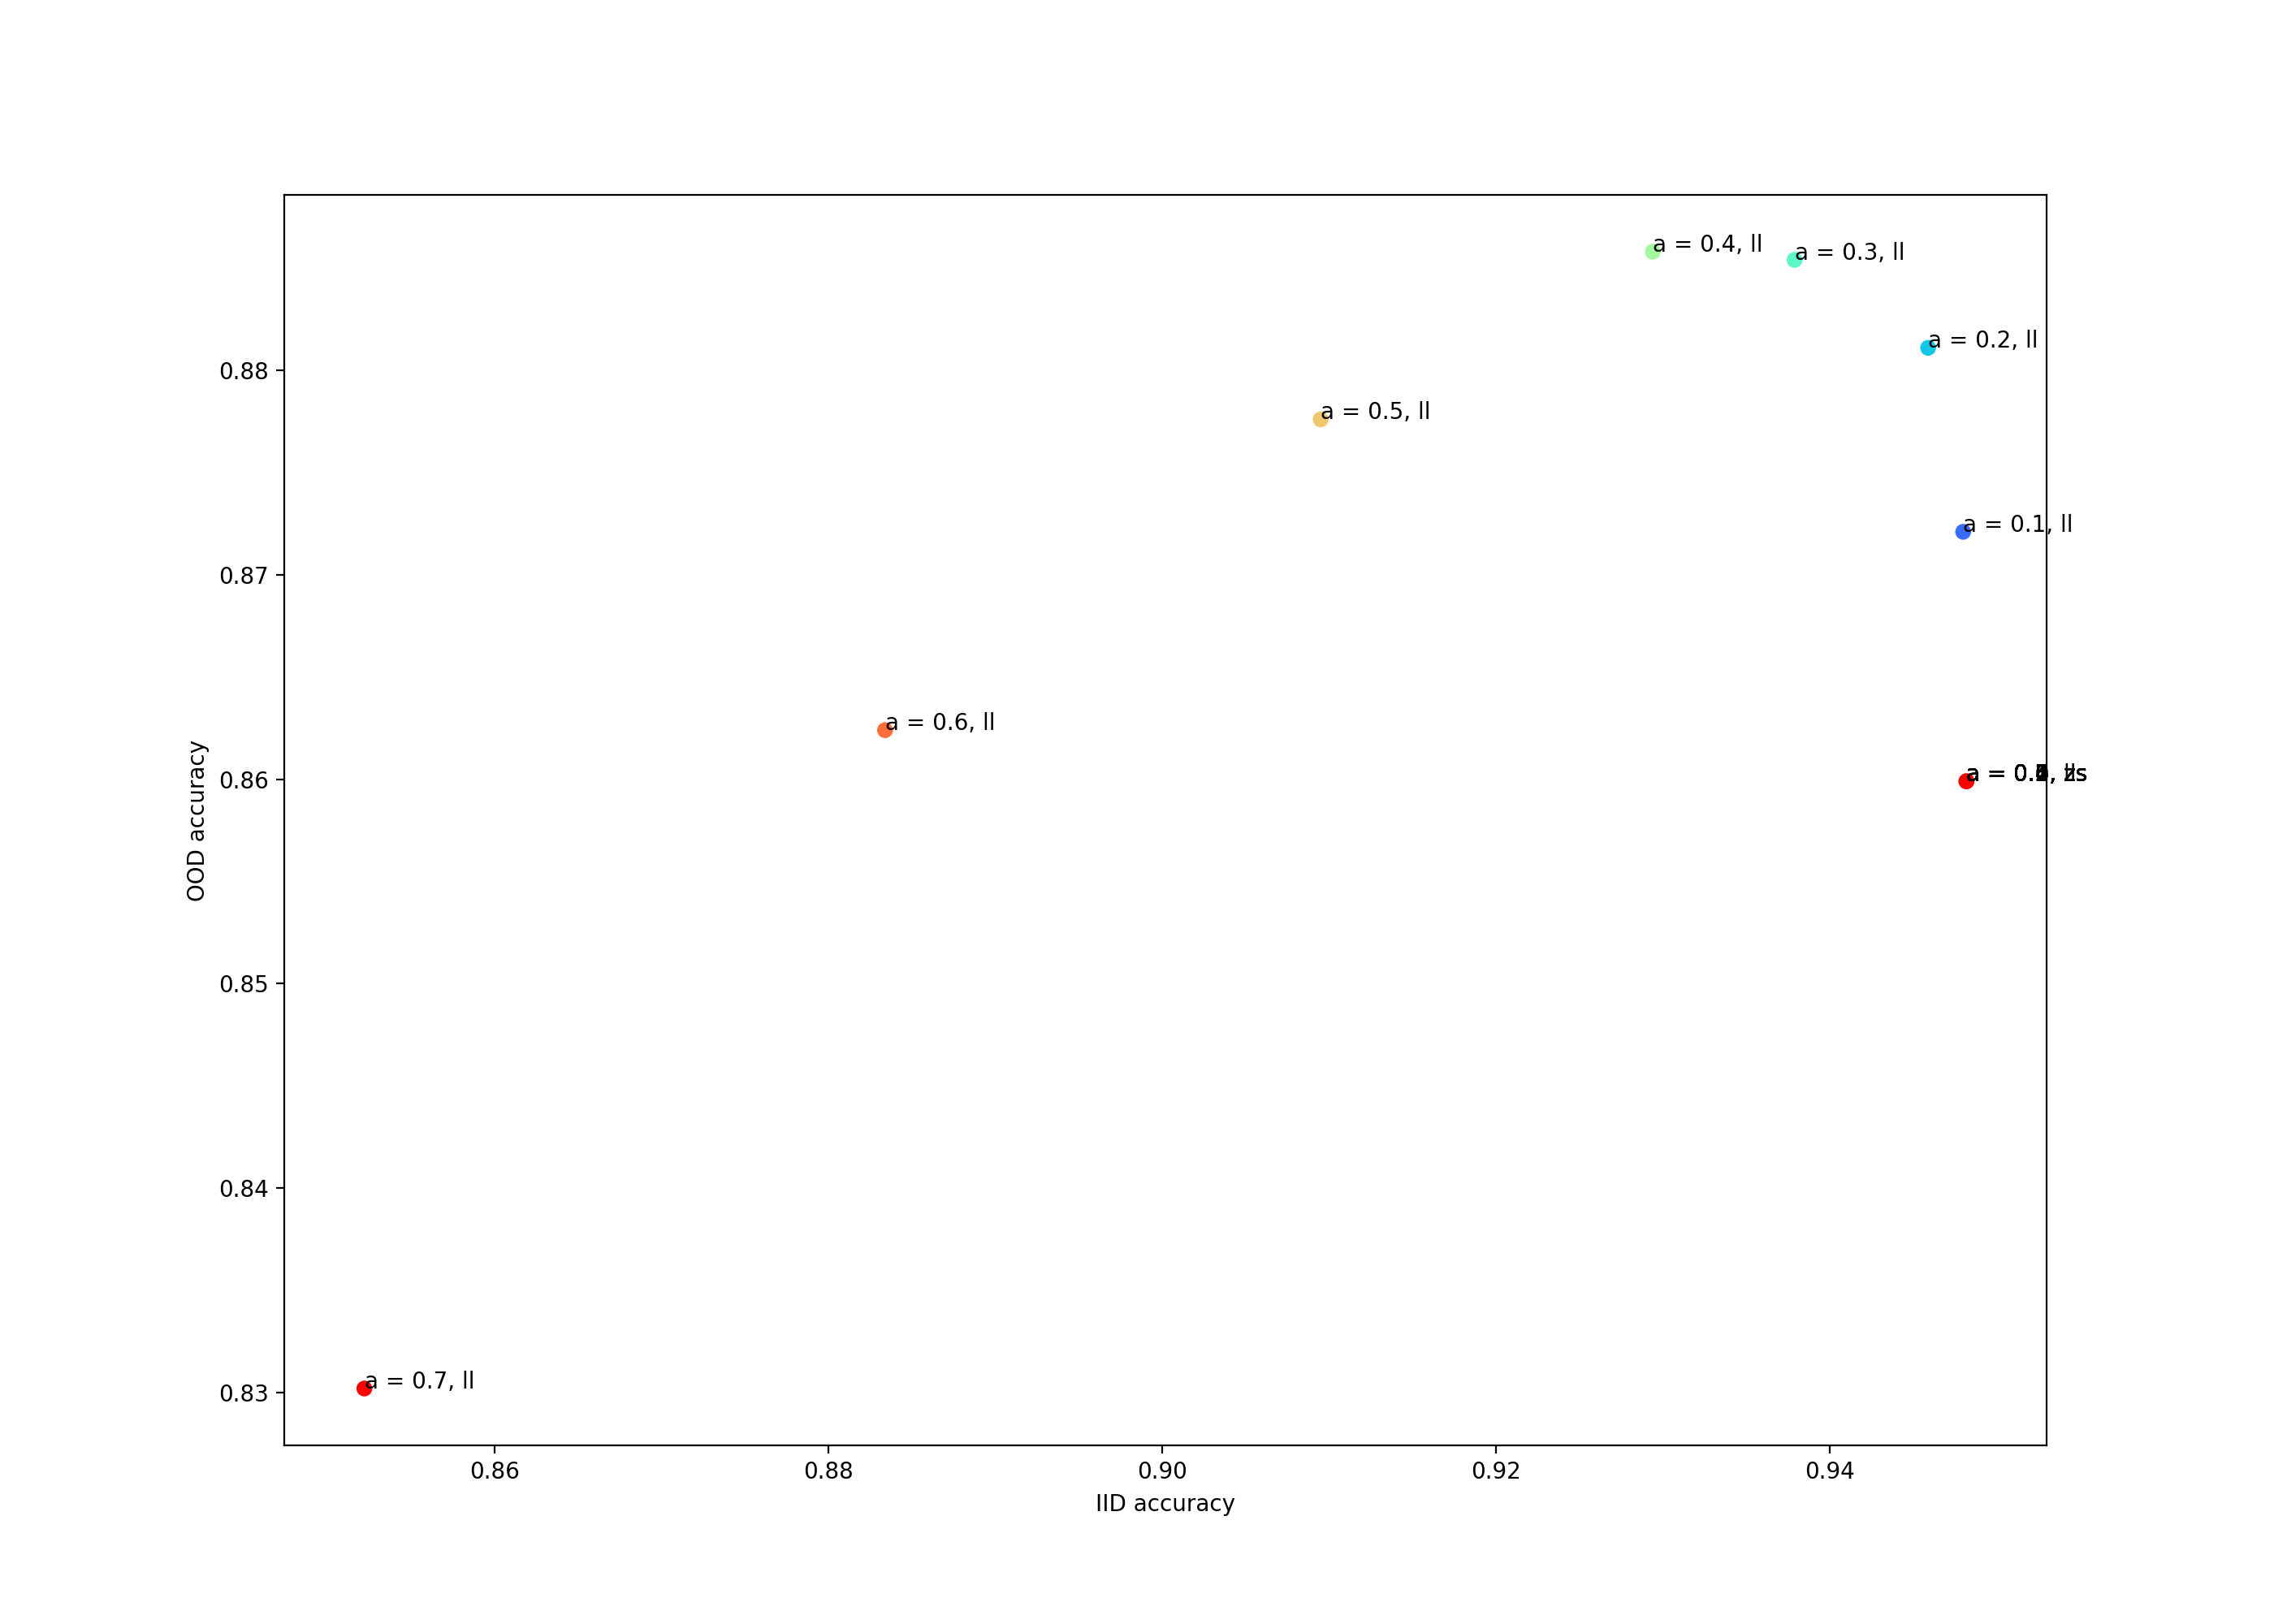 a = 0.4, ll
a = 0.3, ll
a = 0.2, ll
a = 0.5, ll
a = 0.1, ll
a = 0.6, ll
a = 0.7, ll
0.88
0.87
0.86
0.85
0.84
0.83
OOD accuracy
0.86
0.88
0.90
0.92
0.94
IID accuracy